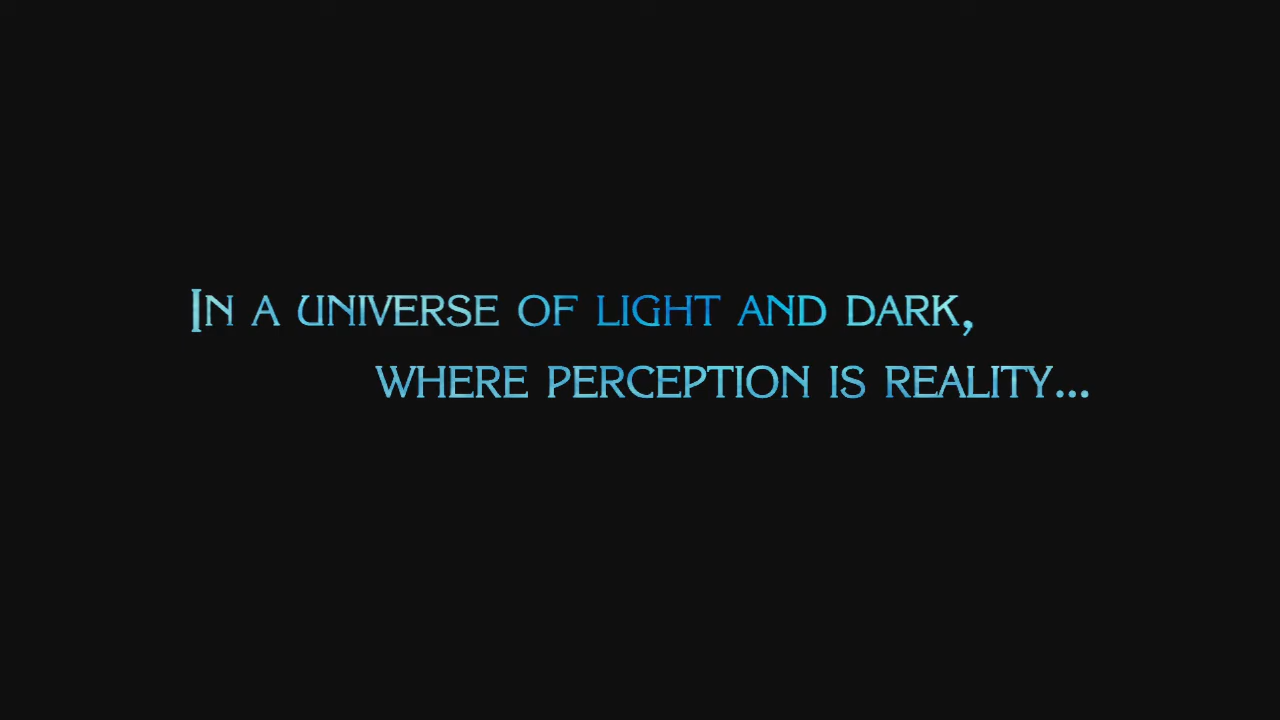 In a universe of light and dark,
where perception is reality...